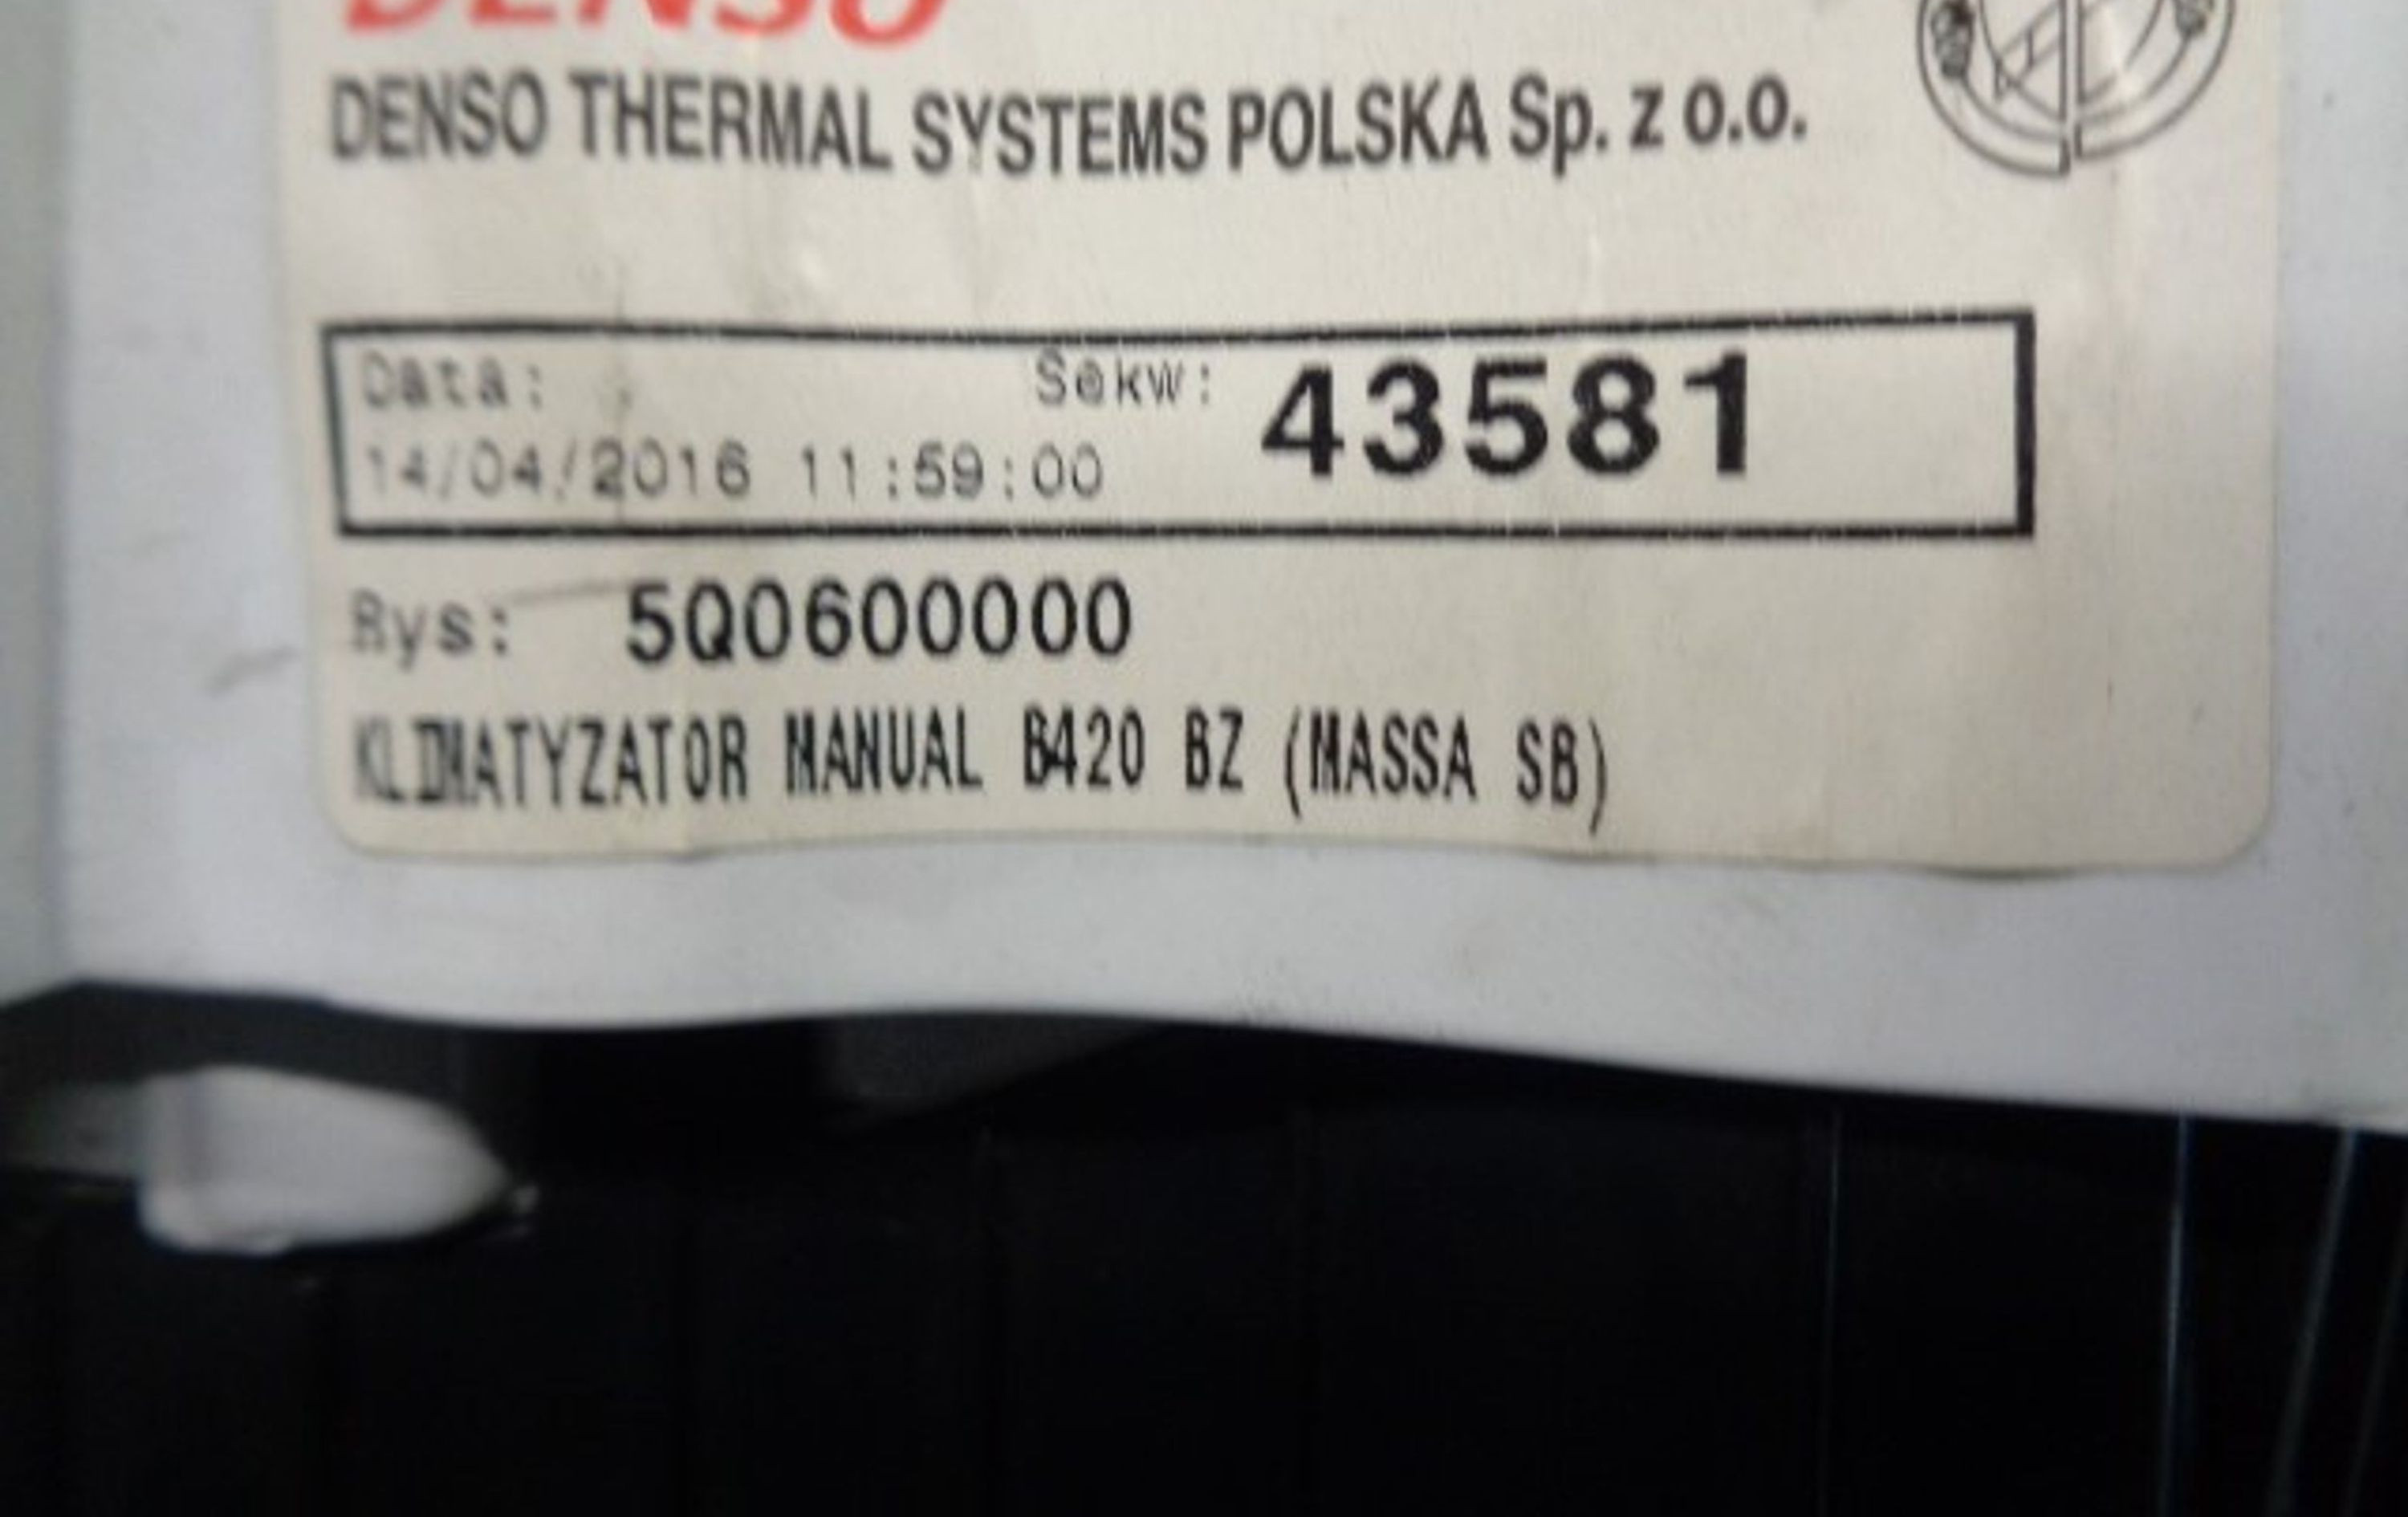 DENSO
DENSO THERMAL SYSTEMS POLSKA Sp. z o.o.
Data: Sekw: 43581
14/04/2016 11:59:00
Rys: 5Q0600000
KLIMATYZATOR MANUAL B420 BZ (MASSA SB)